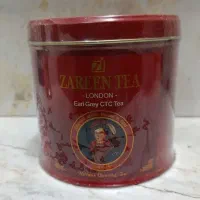 ZAREEN TEA
- LONDON -
Earl Grey CTC Tea